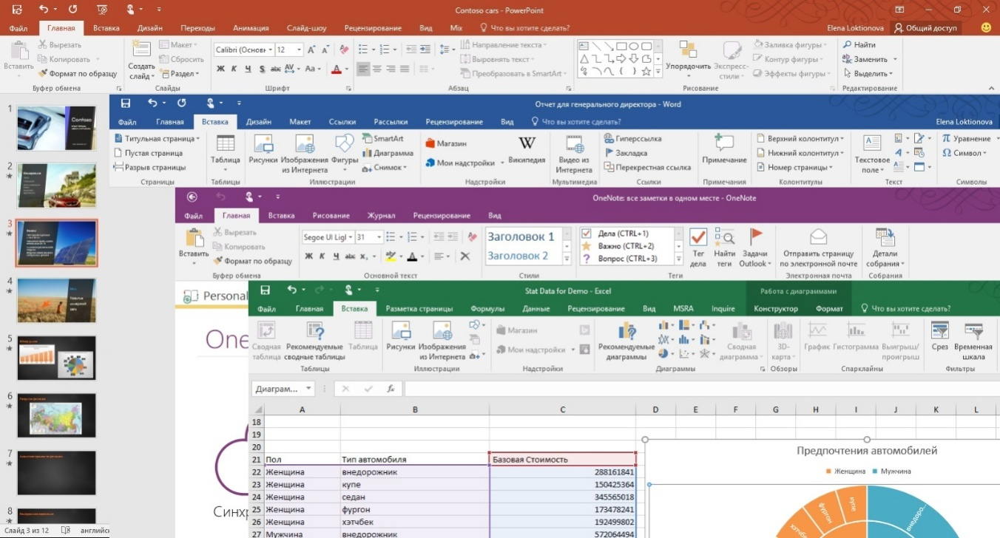 Contoso cars - PowerPoint
Файл Главная Вставка Дизайн Переходы Анимация Слайд-шоу Рецензирование Вид Mix Что вы хотите сделать? Elena Loktionova Общий доступ
Вставить Вырезать Копировать Формат по образцу
Буфер обмена
Создать слайд Макет Сбросить Раздел
Слайды
Calibri (Основн 12
Ж К Ч S abc AV Aa A
Шрифт
Направление текста
Выровнять текст
Преобразовать в SmartArt
Абзац
Упорядочить Экспресс-стили
Заливка фигуры
Контур фигуры
Эффекты фигуры
Рисование
Найти
Заменить
Выделить
Редактирование
1
Contoso
2
3
4
5
6
7
8
Слайд 3 из 12 английск
Отчет для генерального директора - Word
Файл Главная Вставка Дизайн Макет Ссылки Рассылки Рецензирование Вид Что вы хотите сделать? Elena Loktionova
Титульная страница
Пустая страница
Разрыв страницы
Страницы
Таблица
Таблицы
Рисунки Изображения из Интернета Фигуры
SmartArt
Диаграмма
Снимок
Иллюстрации
Магазин
Мои надстройки
W
Википедия
Надстройки
Видео из Интернета
Мультимедиа
Гиперссылка
Закладка
Перекрестная ссылка
Ссылки
Примечание
Примечания
Верхний колонтитул
Нижний колонтитул
Номер страницы
Колонтитулы
Текстовое поле
Текст
π Уравнение
Ω Символ
Символы
OneNote: все заметки в одном месте - OneNote
Файл Главная Вставка Рисование Журнал Рецензирование Вид
Вставить Вырезать Копировать Формат по образцу
Буфер обмена
Segoe UI Ligl 31
Ж К Ч abc x, A
Основной текст
Заголовок 1
Заголовок 2
Стили
Дела (CTRL+1)
Важно (CTRL+2)
? Вопрос (CTRL+3)
Тег дела Найти теги Задачи Outlook
Теги
Отправить страницу по электронной почте
Электронная почта
Детали собрания
Собрания
Personal
One
Синхр
Stat Data for Demo - Excel Работа с диаграммами
Файл Главная Вставка Разметка страницы Формулы Данные Рецензирование Вид MSRA Inquire Конструктор Формат Что вы хотите сделать?
Сводная таблица Рекомендуемые сводные таблицы Таблица
Таблицы
Рисунки Изображения из Интернета
Иллюстрации
Магазин
Мои надстройки
Надстройки
Рекомендуемые диаграммы Сводная диаграмма
Диаграммы
3D-карта
Обзоры
График Гистограмма Выигрыш/проигрыш
Спарклайны
Срез Временная шкала
Фильтры
Диаграм... fx
A B C D E F G H I J K L
18
19
20
21 Пол Тип автомобиля Базовая Стоимость
22 Женщина внедорожник 288161841
23 Женщина купе 150425364
24 Женщина седан 345565018
25 Женщина фургон 173478241
26 Женщина хэтчбек 192499802
27 Мужчина внедорожник 572064494
Предпочтения автомобилей
Женщина Мужчина
хэтчбе фургон купе внедоро...